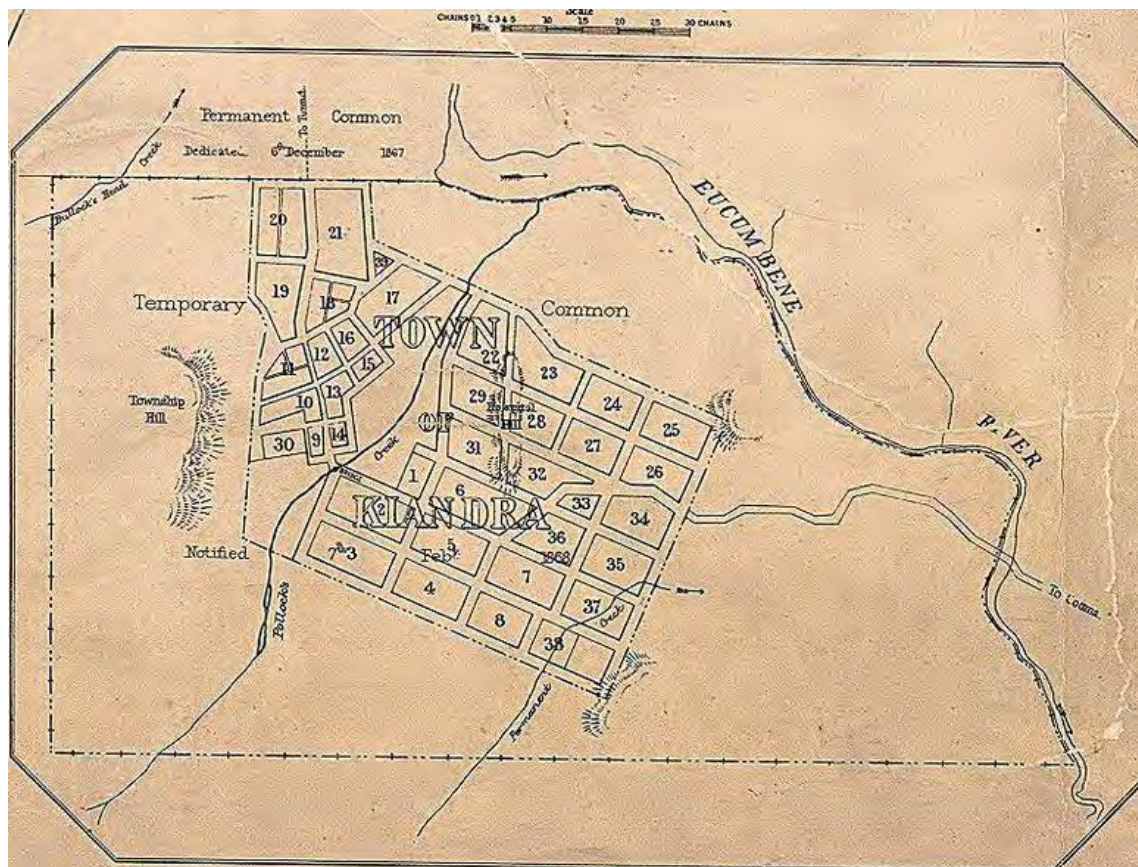 Scale
CHAINS 0 1 2 3 4 5 10 15 20 25 30 CHAINS
Permanent Common
To Tumut
Dedicated 6th December 1867
Bullock's Head Creek
EUCUMBENE RIVER
20
21
39
19
18
17
Temporary Common
TOWN
16
12
11
15
22
23
13
10
29
24
Township Hill
Hill
OF
28
25
14
9
30
27
31
26
Creek
1
32
6
33
2
34
KIANDRA
36
Notified 7th Feby. 1868
3
5
35
7
4
37
Creek
To Cooma
8
38
Pollock's
Permanent